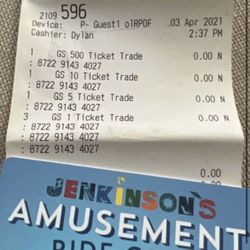 2109 596
Device: P- Guest1 olRPOF .03 Apr 2021
Cashier: Dylan 2:37 PM
1 GS 500 Ticket Trade 0.00 N
: 8722 9143 4027
1 GS 10 Ticket Trade 0.00 N
: 8722 9143 4027
1 GS 5 Ticket Trade 0.00 N
: 8722 9143 4027
3 GS 1 Ticket Trade 0.00 N
: 8722 9143 4027
0.00
JENKINSON'S
AMUSEMENT
RIDE